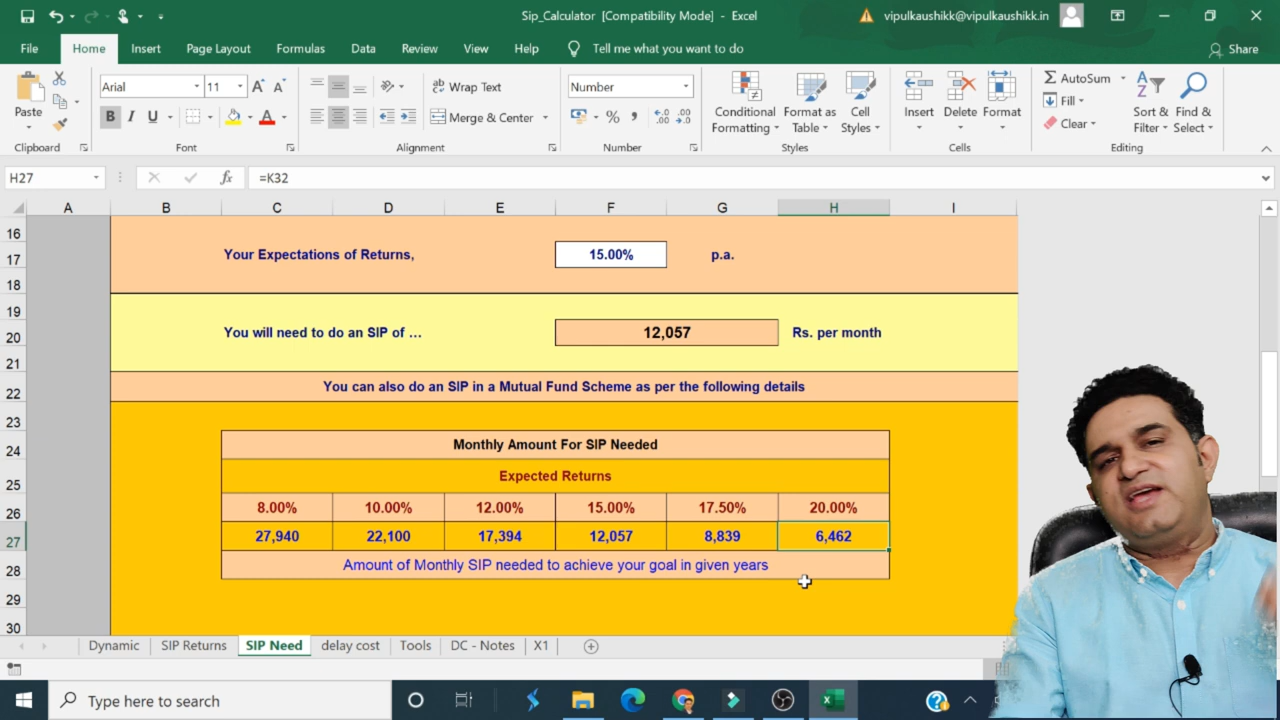 Sip_Calculator [Compatibility Mode] - Excel
vipulkaushikk@vipulkaushikk.in
File Home Insert Page Layout Formulas Data Review View Help Tell me what you want to do Share
Paste
Arial 11
B I U
Wrap Text
Merge & Center
Number
Conditional Formatting
Format as Table
Cell Styles
Insert Delete Format
AutoSum
Fill
Clear
Sort & Filter
Find & Select
Clipboard Font Alignment Number Styles Cells Editing
H27 fx =K32
A B C D E F G H I
16
17 Your Expectations of Returns, 15.00% p.a.
18
19
20 You will need to do an SIP of ... 12,057 Rs. per month
21
22 You can also do an SIP in a Mutual Fund Scheme as per the following details
23
24 Monthly Amount For SIP Needed
25 Expected Returns
26 8.00% 10.00% 12.00% 15.00% 17.50% 20.00%
27 27,940 22,100 17,394 12,057 8,839 6,462
28 Amount of Monthly SIP needed to achieve your goal in given years
29
30
Dynamic SIP Returns SIP Need delay cost Tools DC - Notes X1
Type here to search